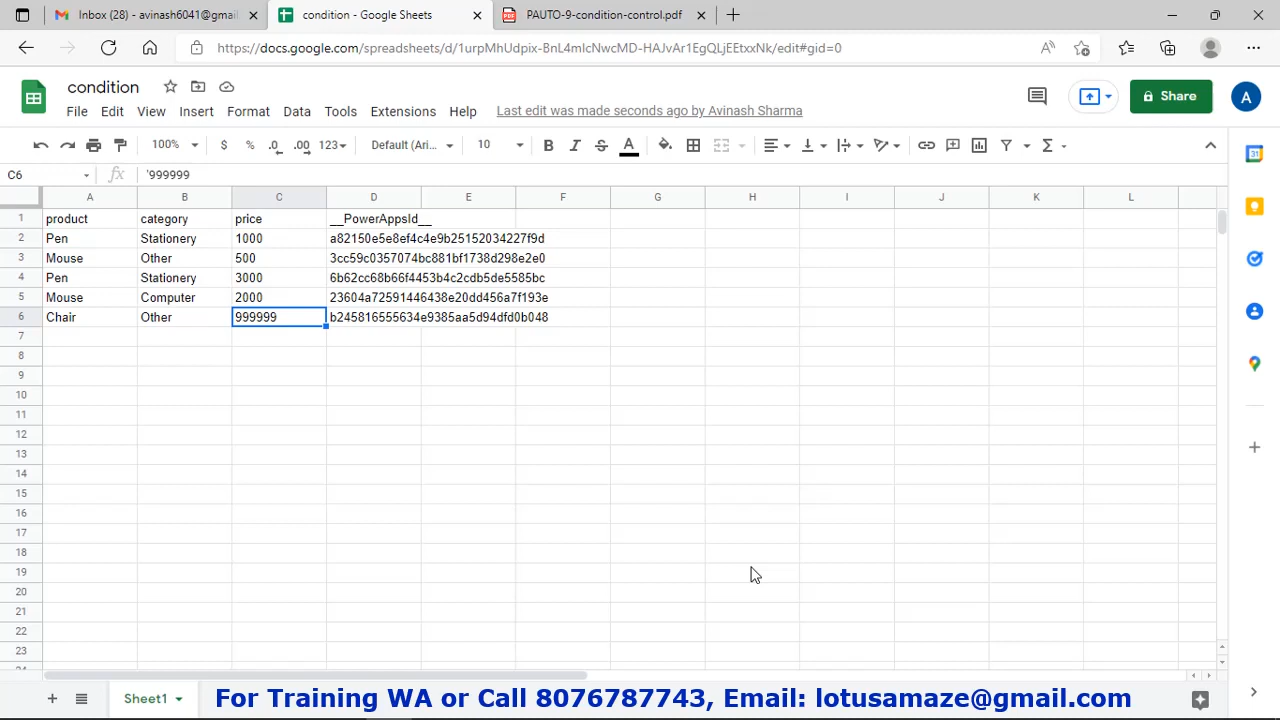 Inbox (28) - avinash6041@gmail
condition - Google Sheets
PDF PAUTO-9-condition-control.pdf
https://docs.google.com/spreadsheets/d/1urpMhUdpix-BnL4mIcNwcMD-HAJvAr1EgQLjEEtxxNk/edit#gid=0
condition
File Edit View Insert Format Data Tools Extensions Help Last edit was made seconds ago by Avinash Sharma
Share
A
100% $ % .0 .00 123 Default (Ari... 10 B I S A Σ
31
C6 fx '999999
A B C D E F G H I J K L
1 product category price __PowerAppsId__
2 Pen Stationery 1000 a82150e5e8ef4c4e9b25152034227f9d
3 Mouse Other 500 3cc59c0357074bc881bf1738d298e2e0
4 Pen Stationery 3000 6b62cc68b66f4453b4c2cdb5de5585bc
5 Mouse Computer 2000 23604a72591446438e20dd456a7f193e
6 Chair Other 999999 b245816555634e9385aa5d94dfd0b048
7
8
9
10
11
12
13
14
15
16
17
18
19
20
21
22
23
Sheet1
For Training WA or Call 8076787743, Email: lotusamaze@gmail.com